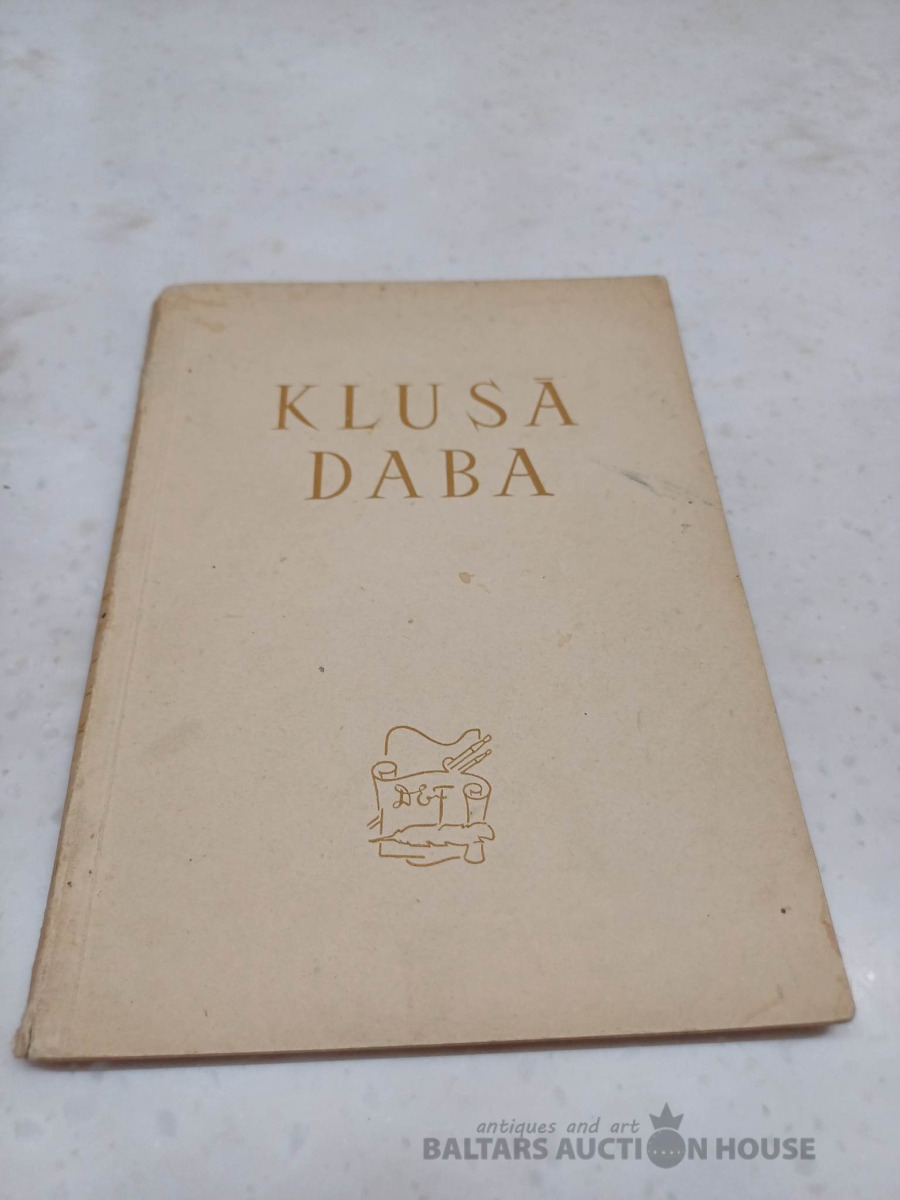 KLUSĀ
DABA
antiques and art
BALTARS AUCTION HOUSE